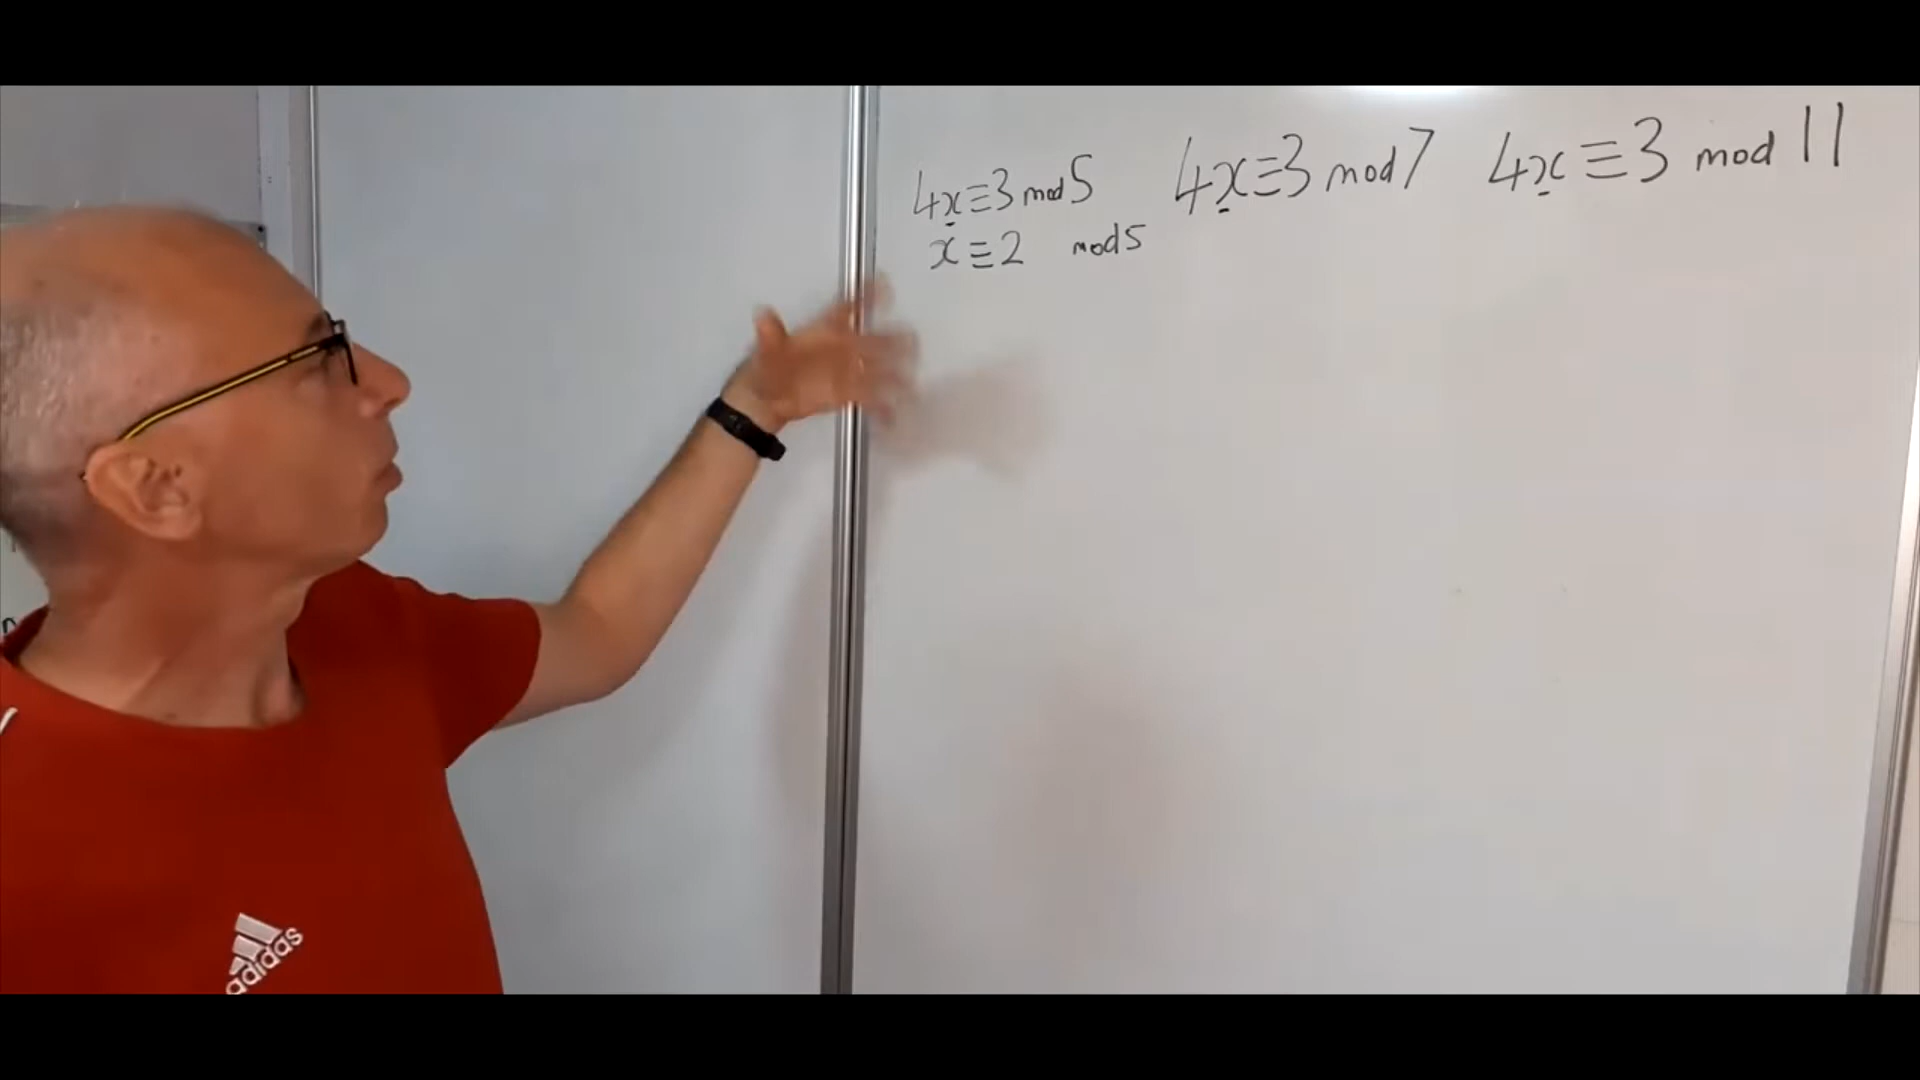 4x≡3 mod 5
x≡2 mod 5
4x≡3 mod 7
4x≡3 mod 11
adidas